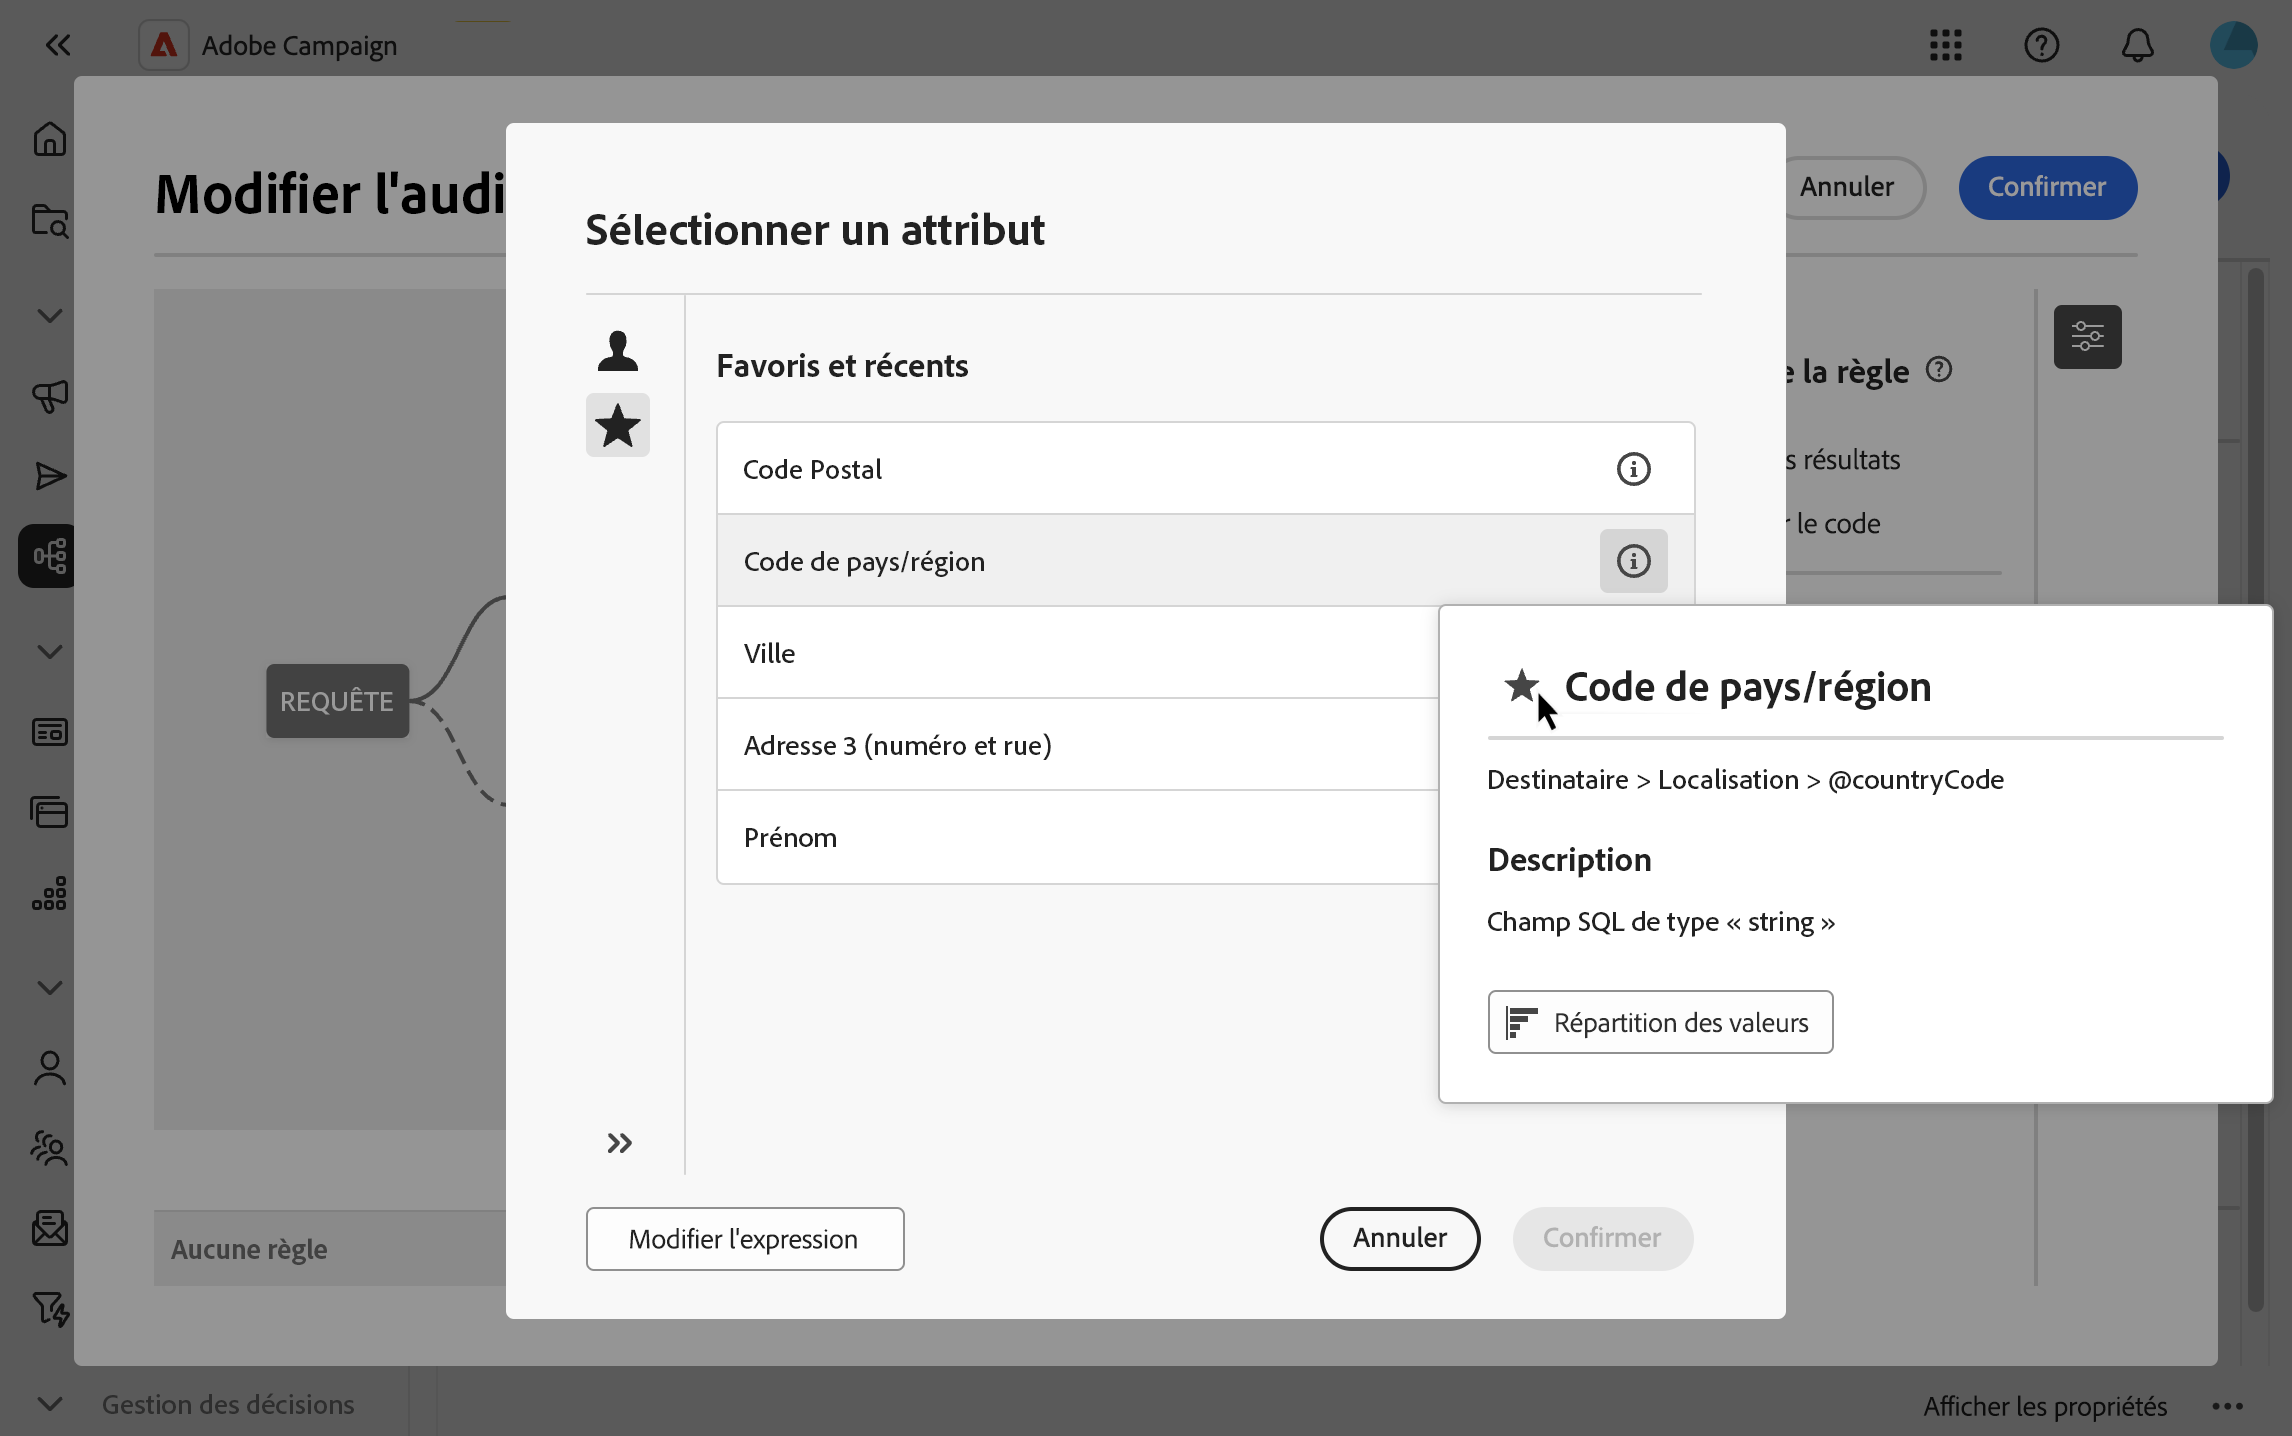 Adobe Campaign
Modifier l'audi
Annuler
Confirmer
Sélectionner un attribut
Favoris et récents
Code Postal
Code de pays/région
Ville
Adresse 3 (numéro et rue)
Prénom
la règle
résultats
le code
REQUÊTE
Code de pays/région
Destinataire > Localisation > @countryCode
Description
Champ SQL de type « string »
Répartition des valeurs
Modifier l'expression
Annuler
Confirmer
Aucune règle
Gestion des décisions
Afficher les propriétés